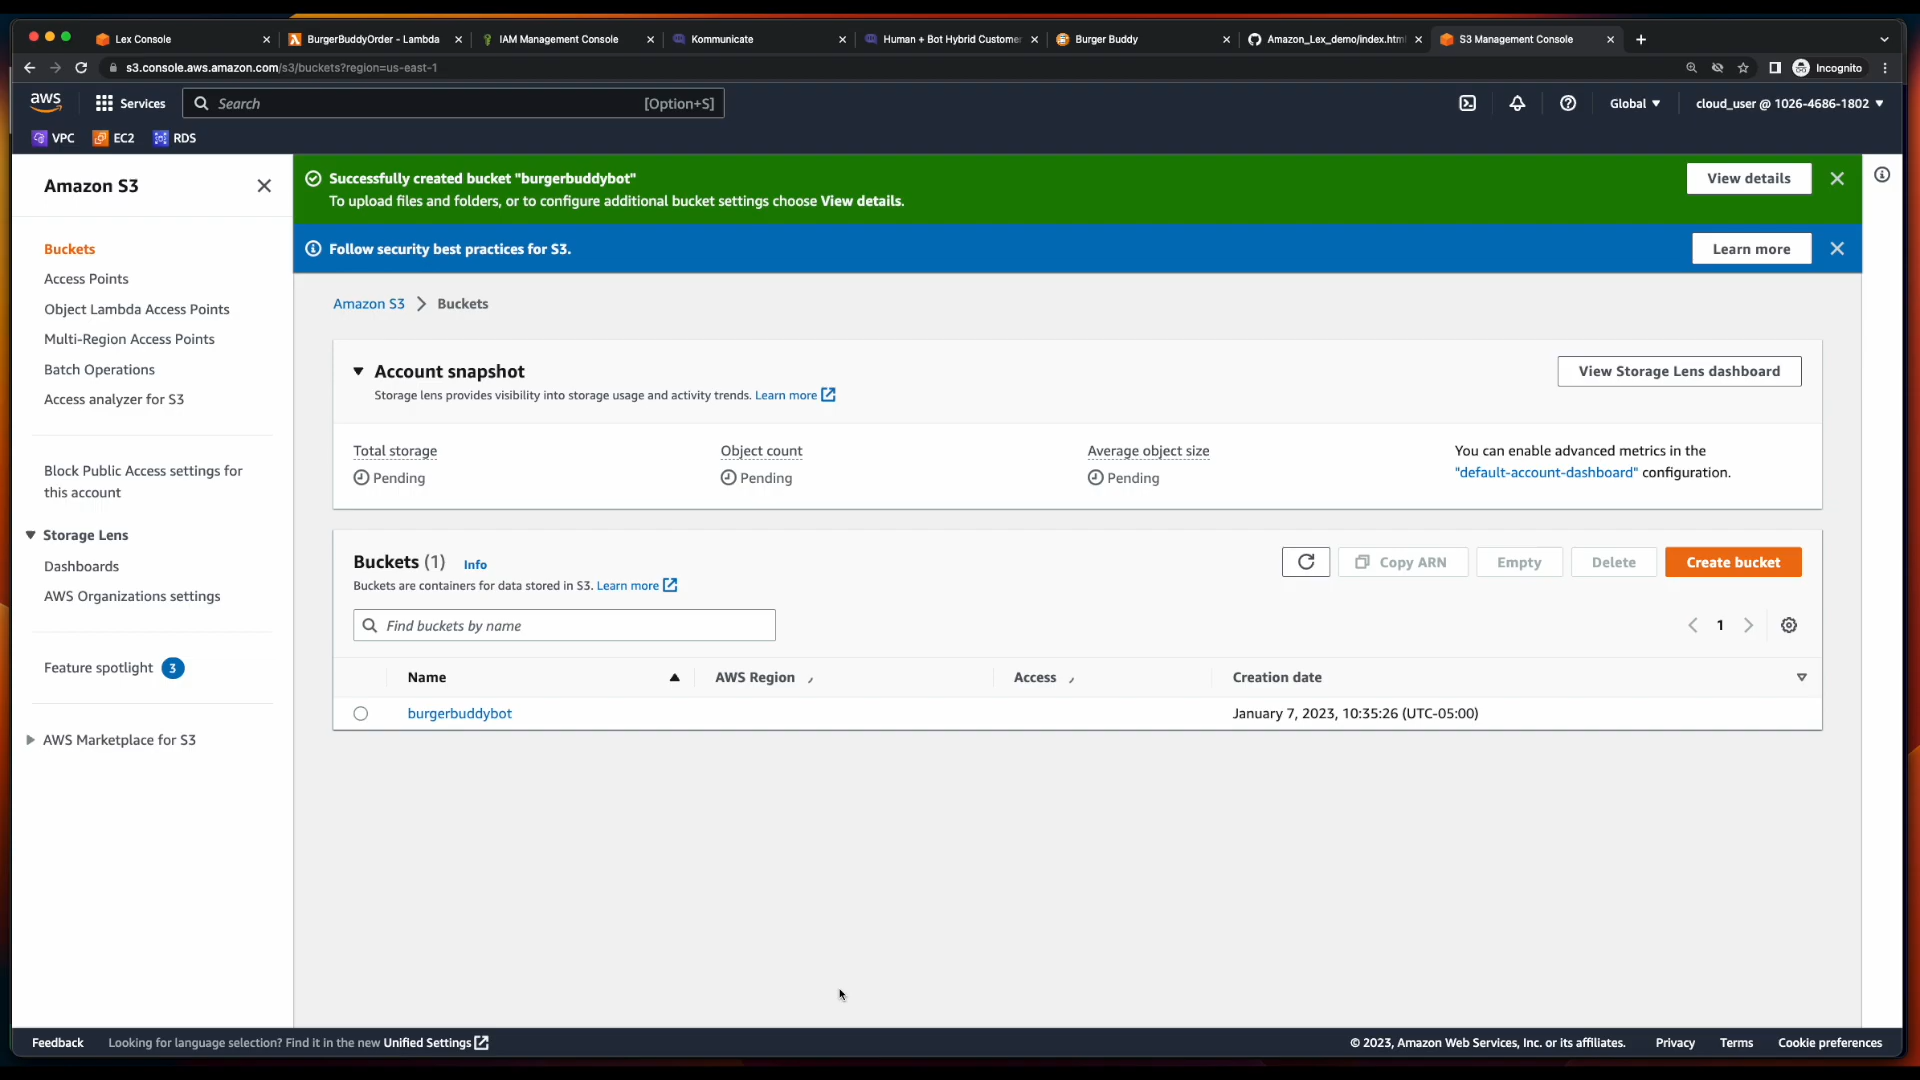 Lex Console
BurgerBuddyOrder - Lambda
IAM Management Console
Kommunicate
Human + Bot Hybrid Custome
Burger Buddy
Amazon_Lex_demo/index.html
S3 Management Console
s3.console.aws.amazon.com/s3/buckets?region=us-east-1
Incognito
aws
Services
Search
[Option+S]
Global
cloud_user @ 1026-4686-1802
VPC
EC2
RDS
Amazon S3
Buckets
Access Points
Object Lambda Access Points
Multi-Region Access Points
Batch Operations
Access analyzer for S3
Block Public Access settings for
this account
Storage Lens
Dashboards
AWS Organizations settings
Feature spotlight 3
AWS Marketplace for S3
Successfully created bucket "burgerbuddybot"
To upload files and folders, or to configure additional bucket settings choose View details.
View details
Follow security best practices for S3.
Learn more
Amazon S3 > Buckets
Account snapshot
Storage lens provides visibility into storage usage and activity trends. Learn more
View Storage Lens dashboard
Total storage
Pending
Object count
Pending
Average object size
Pending
You can enable advanced metrics in the
"default-account-dashboard" configuration.
Buckets (1) Info
Buckets are containers for data stored in S3. Learn more
Copy ARN
Empty
Delete
Create bucket
Find buckets by name
1
Name
AWS Region
Access
Creation date
burgerbuddybot
January 7, 2023, 10:35:26 (UTC-05:00)
Feedback
Looking for language selection? Find it in the new Unified Settings
© 2023, Amazon Web Services, Inc. or its affiliates.
Privacy
Terms
Cookie preferences